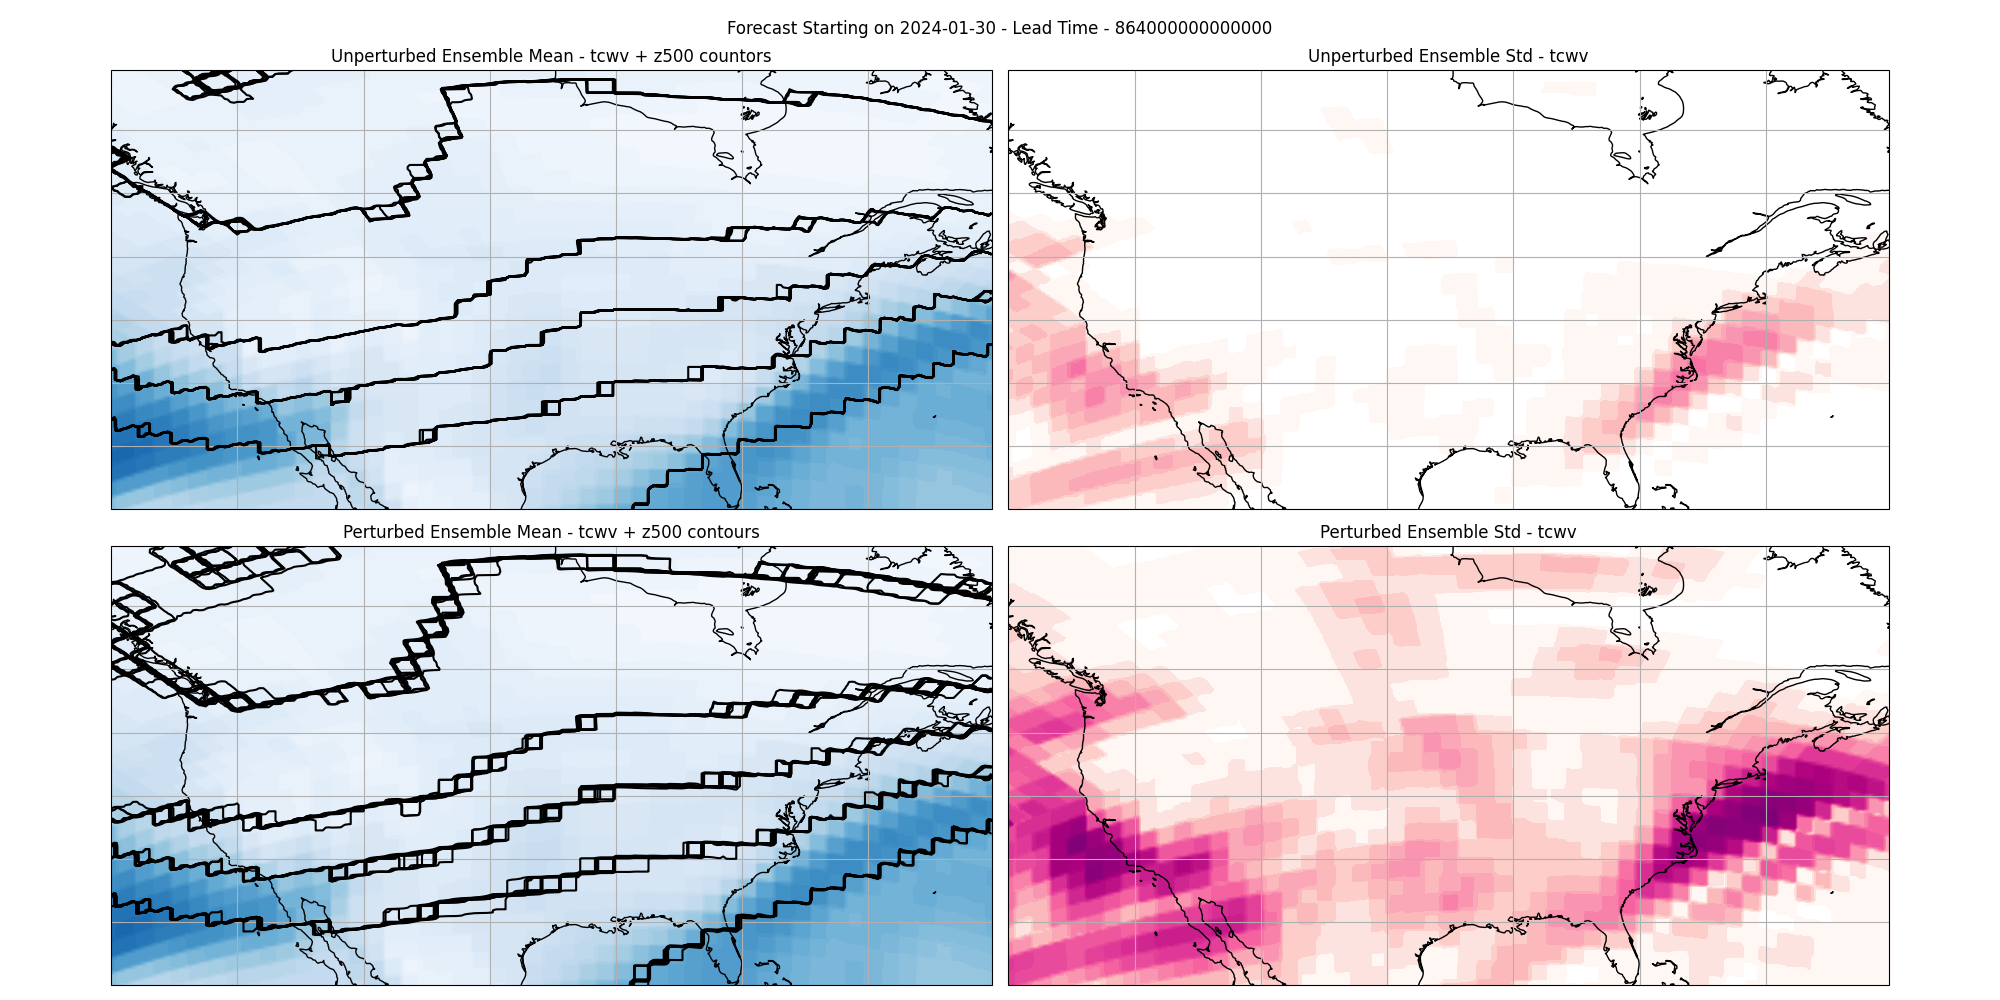 Forecast Starting on 2024-01-30 - Lead Time - 864000000000000
Unperturbed Ensemble Mean - tcwv + z500 countors
Unperturbed Ensemble Std - tcwv
Perturbed Ensemble Mean - tcwv + z500 contours
Perturbed Ensemble Std - tcwv